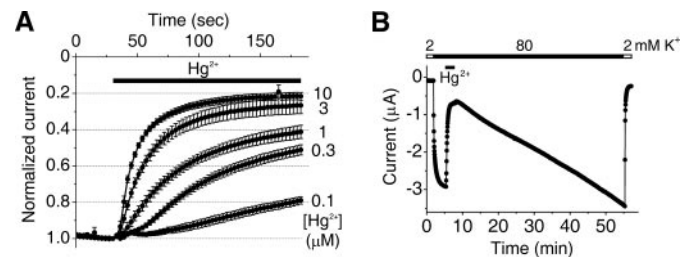 A
Time (sec)
0 50 100 150
Hg2+
0
0.2
0.4
0.6
0.8
1.0
Normalized current
10
3
1
0.3
0.1
[Hg2+]
(μM)
B
2 80 2 mM K+
Hg2+
0
-1
-2
-3
Current (μA)
0 10 20 30 40 50
Time (min)